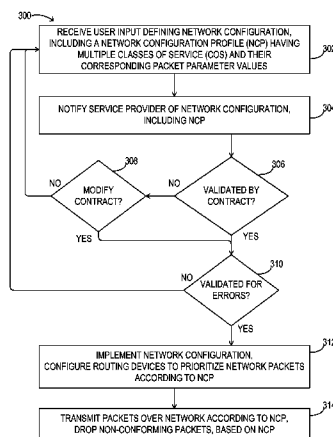 300
RECEIVE USER INPUT DEFINING NETWORK CONFIGURATION,
INCLUDING A NETWORK CONFIGURATION PROFILE (NCP) HAVING
MULTIPLE CLASSES OF SERVICE (COS) AND THEIR
CORRESPONDING PACKET PARAMETER VALUES
302
NOTIFY SERVICE PROVIDER OF NETWORK CONFIGURATION,
INCLUDING NCP
304
308
306
MODIFY
CONTRACT?
NO
NO
VALIDATED BY
CONTRACT?
YES
YES
310
NO
VALIDATED FOR
ERRORS?
YES
312
IMPLEMENT NETWORK CONFIGURATION,
CONFIGURE ROUTING DEVICES TO PRIORITIZE NETWORK PACKETS
ACCORDING TO NCP
314
TRANSMIT PACKETS OVER NETWORK ACCORDING TO NCP,
DROP NON-CONFORMING PACKETS, BASED ON NCP